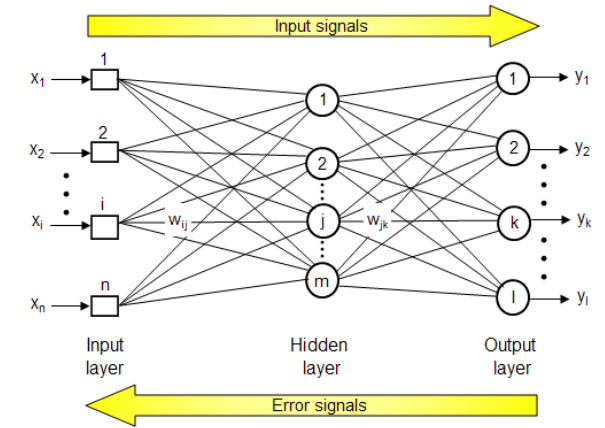 Input signals
x1 1 1 y1
1
x2 2 2 y2
2
xi i wij j wjk k yk
m
xn n l yl
Input layer
Hidden layer
Output layer
Error signals